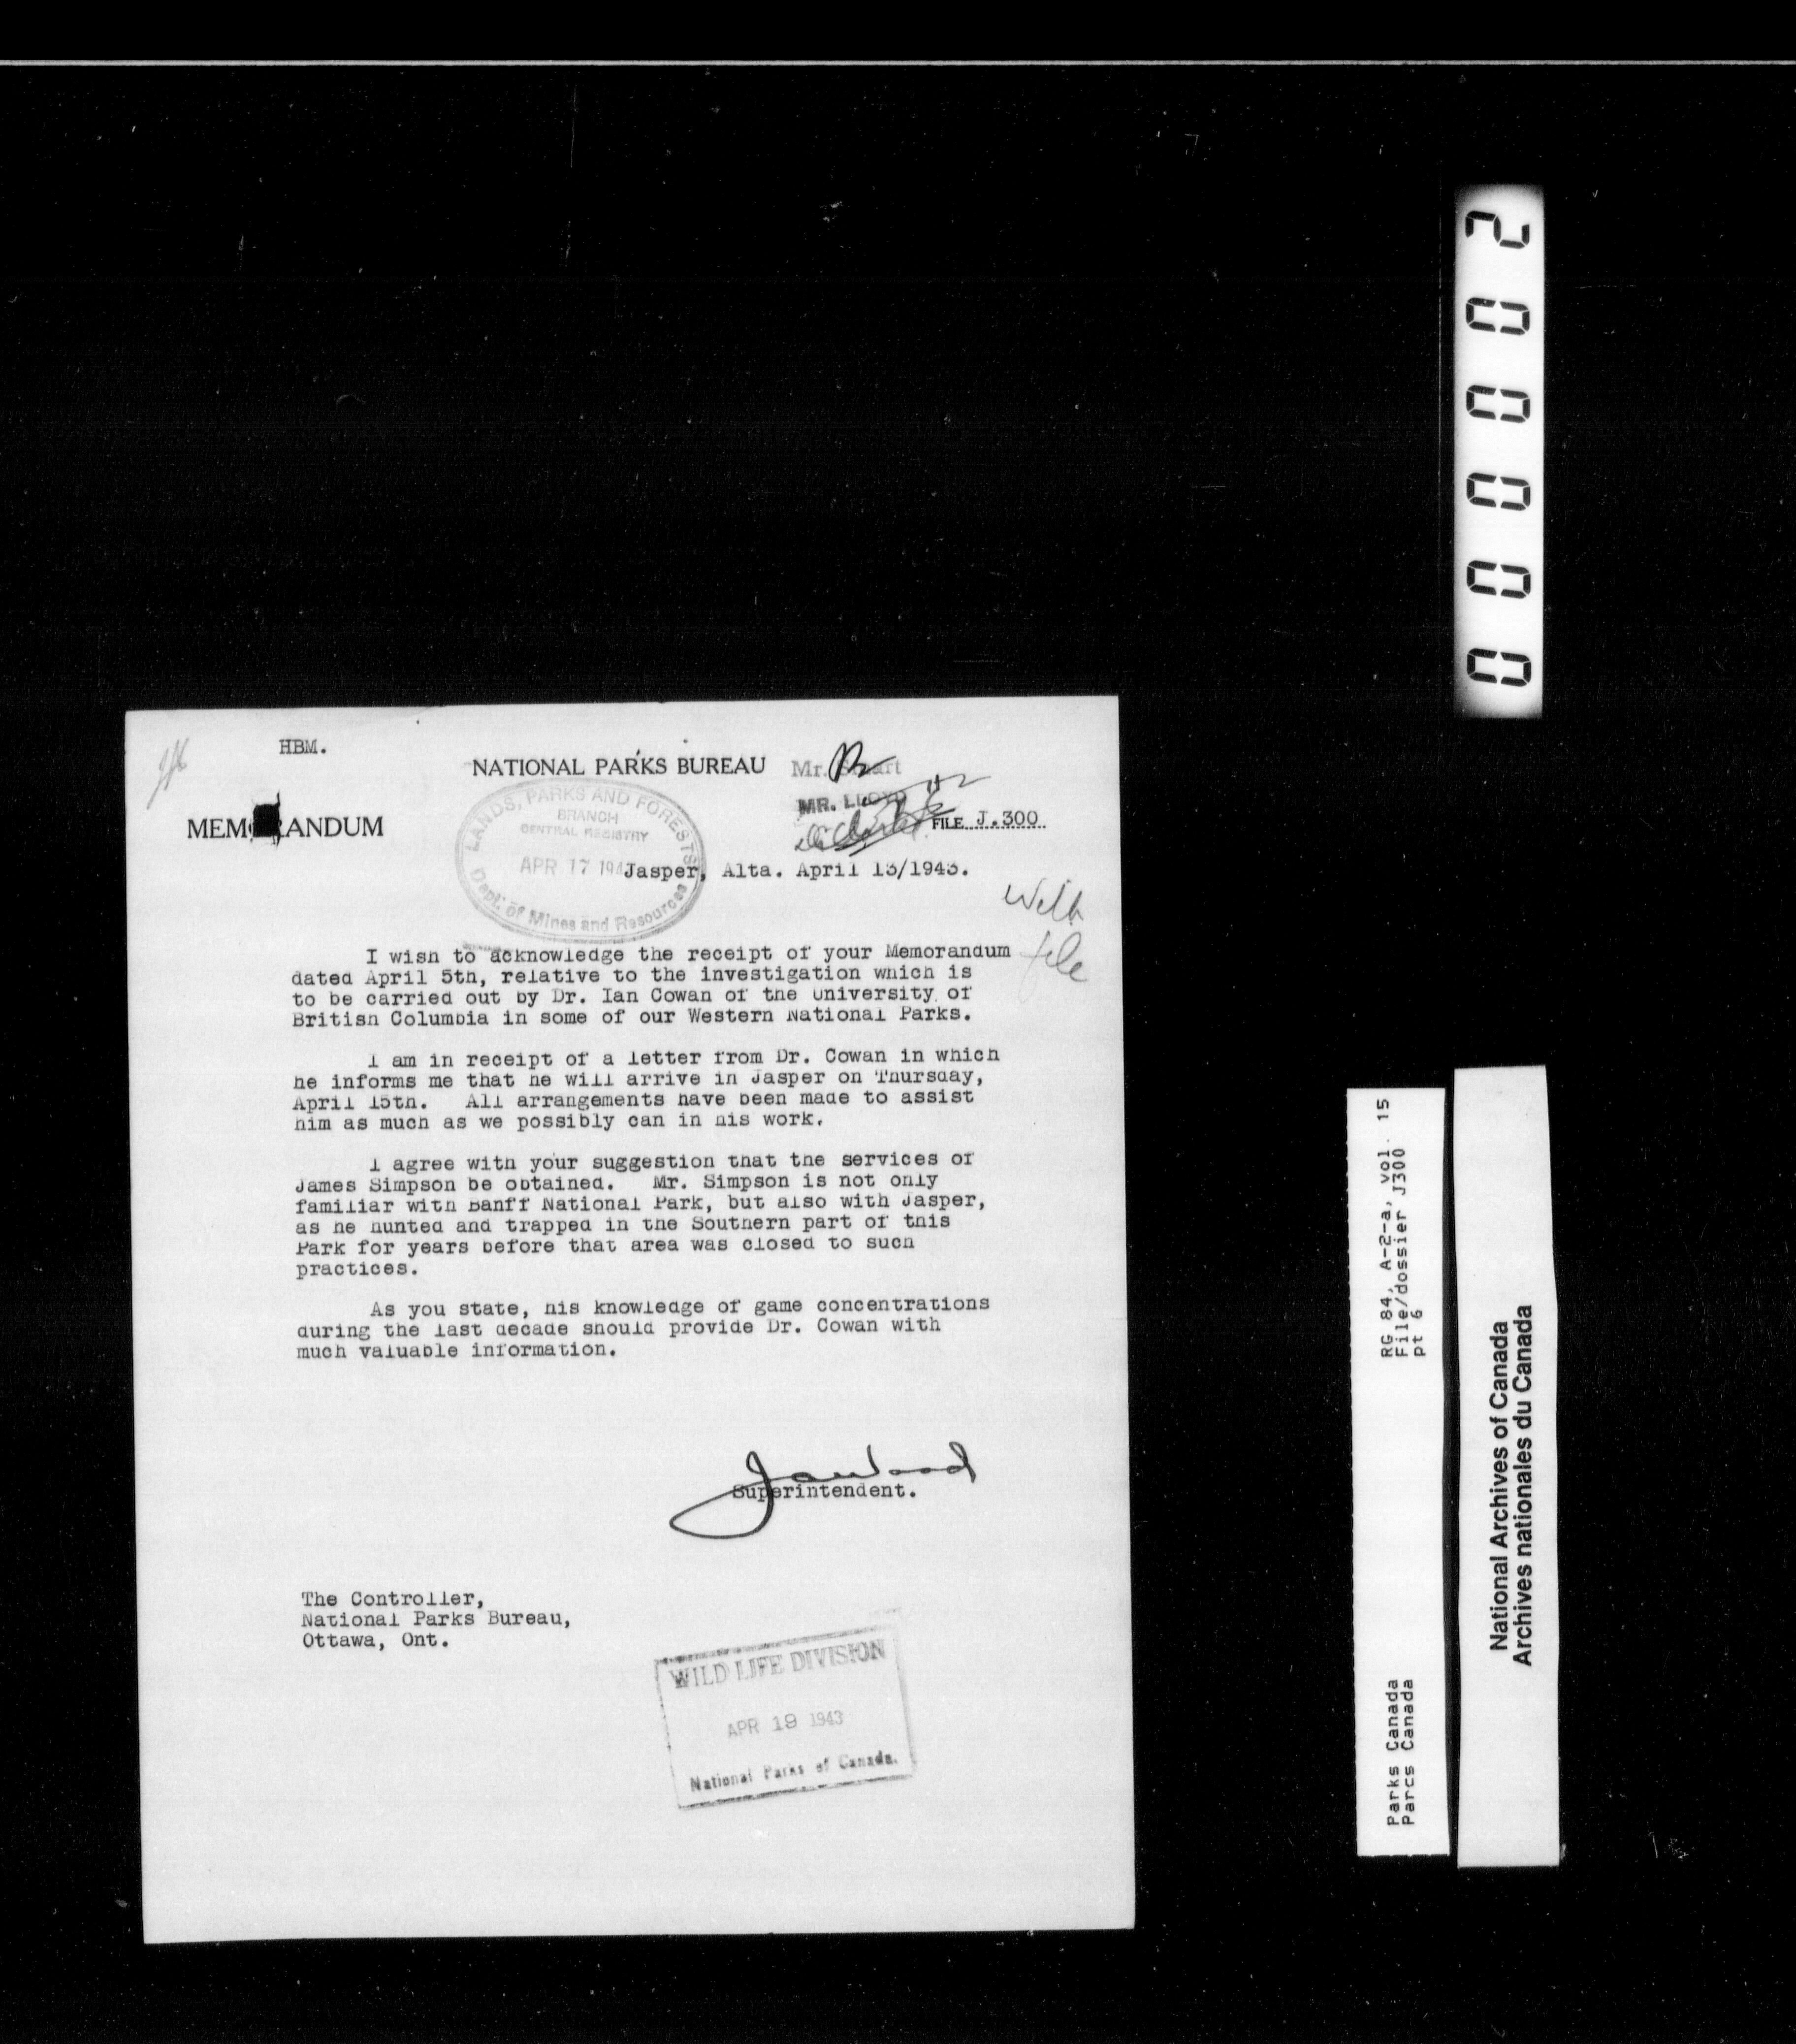 HBM.
NATIONAL PARKS BUREAU
Mr. Smart
MR. LLOYD
MEMORANDUM
FILE J.300
LANDS, PARKS AND FORESTS
BRANCH
CENTRAL REGISTRY
APR 17 194
Dept. of Mines and Resources
Jasper, Alta. April 13/1943.
With
file
I wish to acknowledge the receipt of your Memorandum
dated April 5th, relative to the investigation which is
to be carried out by Dr. Ian Cowan of the University of
British Columbia in some of our Western National Parks.
I am in receipt of a letter from Dr. Cowan in which
he informs me that he will arrive in Jasper on Thursday,
April 15th. All arrangements have been made to assist
him as much as we possibly can in his work.
I agree with your suggestion that the services of
James Simpson be obtained. Mr. Simpson is not only
familiar with Banff National Park, but also with Jasper,
as he hunted and trapped in the Southern part of this
Park for years before that area was closed to such
practices.
As you state, his knowledge of game concentrations
during the last decade should provide Dr. Cowan with
much valuable information.
JaWood
Superintendent.
The Controller,
National Parks Bureau,
Ottawa, Ont.
WILD LIFE DIVISION
APR 19 1943
National Parks of Canada.
000002
RG 84, A-2-a, vol. 15
File/dossier J300
pt 6
Parks Canada
Parcs Canada
National Archives of Canada
Archives nationales du Canada